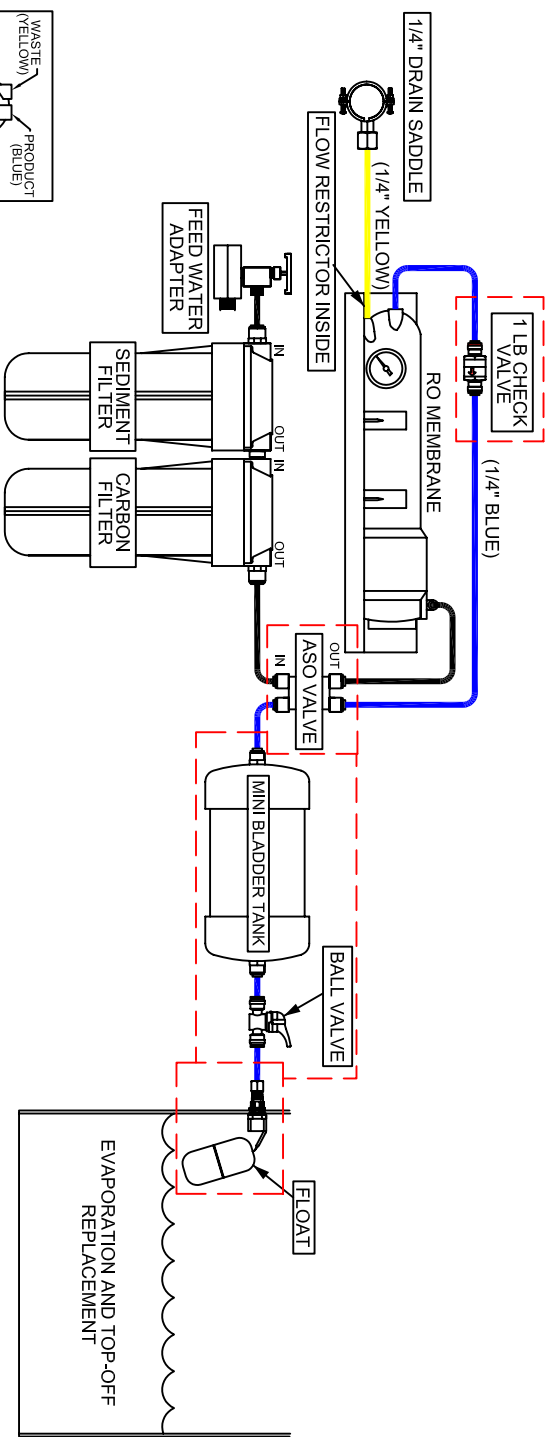 1/4" DRAIN SADDLE
(1/4" YELLOW)
FLOW RESTRICTOR INSIDE
1 LB CHECK
VALVE
(1/4" BLUE)
RO MEMBRANE
FEED WATER
ADAPTER
IN
OUT
SEDIMENT
FILTER
IN
OUT
CARBON
FILTER
OUT
IN
ASO VALVE
MINI BLADDER TANK
BALL VALVE
FLOAT
EVAPORATION AND TOP-OFF
REPLACEMENT
WASTE
(YELLOW)
PRODUCT
(BLUE)